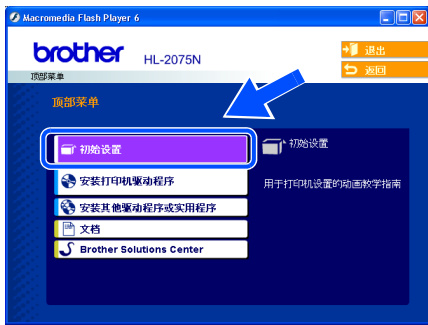 Macromedia Flash Player 6
brother HL-2075N
退出
返回
顶部菜单
顶部菜单
初始设置
安装打印机驱动程序
安装其他驱动程序或实用程序
文档
Brother Solutions Center
初始设置
用于打印机设置的动画教学指南